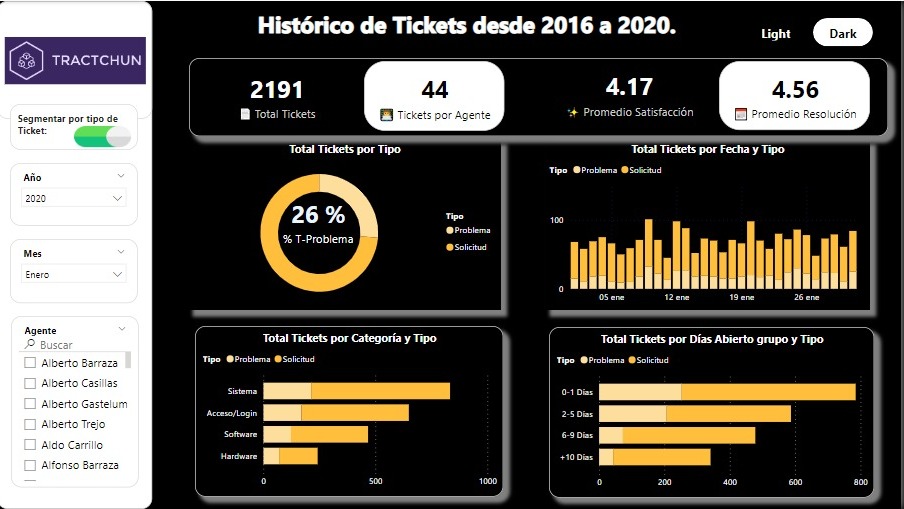 Histórico de Tickets desde 2016 a 2020.
Light
Dark
TRACTCHUN
Segmentar por tipo de
Ticket:
Año
2020
Mes
Enero
Agente
Buscar
Alberto Barraza
Alberto Casillas
Alberto Gastelum
Alberto Trejo
Aldo Carrillo
Alfonso Barraza
2191
Total Tickets
44
Tickets por Agente
4.17
Promedio Satisfacción
4.56
Promedio Resolución
Total Tickets por Tipo
26 %
% T-Problema
Tipo
Problema
Solicitud
Total Tickets por Fecha y Tipo
Tipo Problema Solicitud
100
0
05 ene 12 ene 19 ene 26 ene
Total Tickets por Categoría y Tipo
Tipo Problema Solicitud
Sistema
Acceso/Login
Software
Hardware
0 500 1000
Total Tickets por Días Abierto grupo y Tipo
Tipo Problema Solicitud
0-1 Días
2-5 Días
6-9 Días
+10 Días
0 200 400 600 800